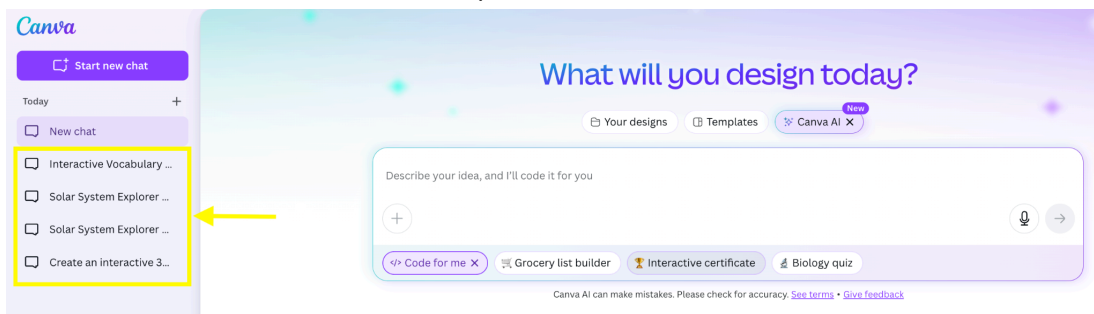 Canva
Start new chat
Today
New chat
Interactive Vocabulary ...
Solar System Explorer ...
Solar System Explorer ...
Create an interactive 3...
What will you design today?
Your designs
Templates
Canva AI
New
Describe your idea, and I'll code it for you
Code for me
Grocery list builder
Interactive certificate
Biology quiz
Canva AI can make mistakes. Please check for accuracy. See terms • Give feedback